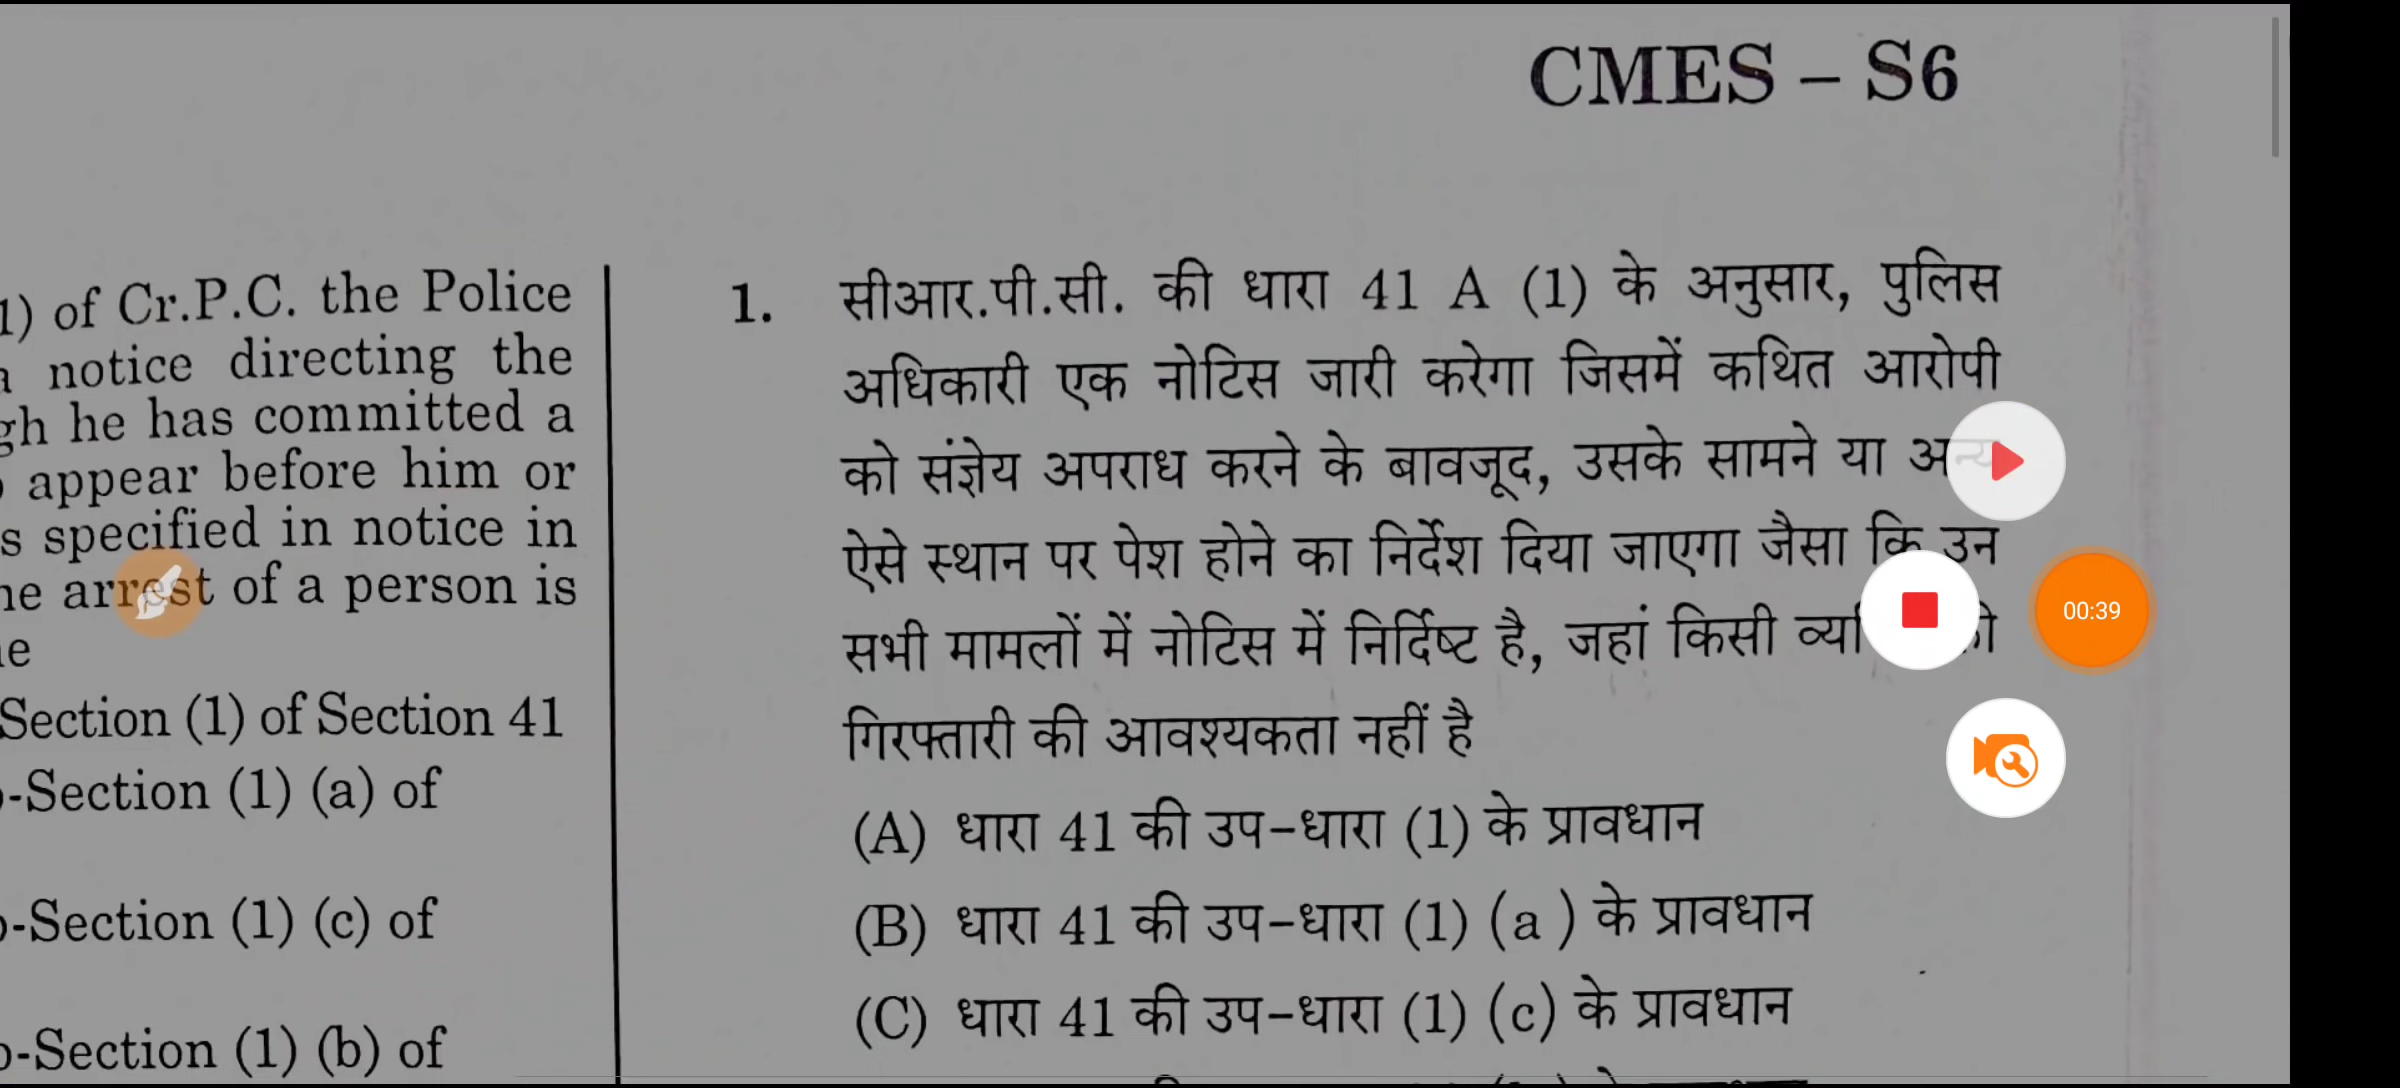 CMES – S6
1) of Cr.P.C. the Police
notice directing the
he has committed a
appear before him or
s specified in notice in
arrest of a person is
Section (1) of Section 41
-Section (1) (a) of
-Section (1) (c) of
-Section (1) (b) of
1. सीआर.पी.सी. की धारा 41 A (1) के अनुसार, पुलिस
अधिकारी एक नोटिस जारी करेगा जिसमें कथित आरोपी
को संज्ञेय अपराध करने के बावजूद, उसके सामने या
ऐसे स्थान पर पेश होने का निर्देश दिया जाएगा जैसा कि उन
सभी मामलों में नोटिस में निर्दिष्ट है, जहां किसी
गिरफ्तारी की आवश्यकता नहीं है
(A) धारा 41 की उप-धारा (1) के प्रावधान
(B) धारा 41 की उप-धारा (1) (a ) के प्रावधान
(C) धारा 41 की उप-धारा (1) (c) के प्रावधान
00:39